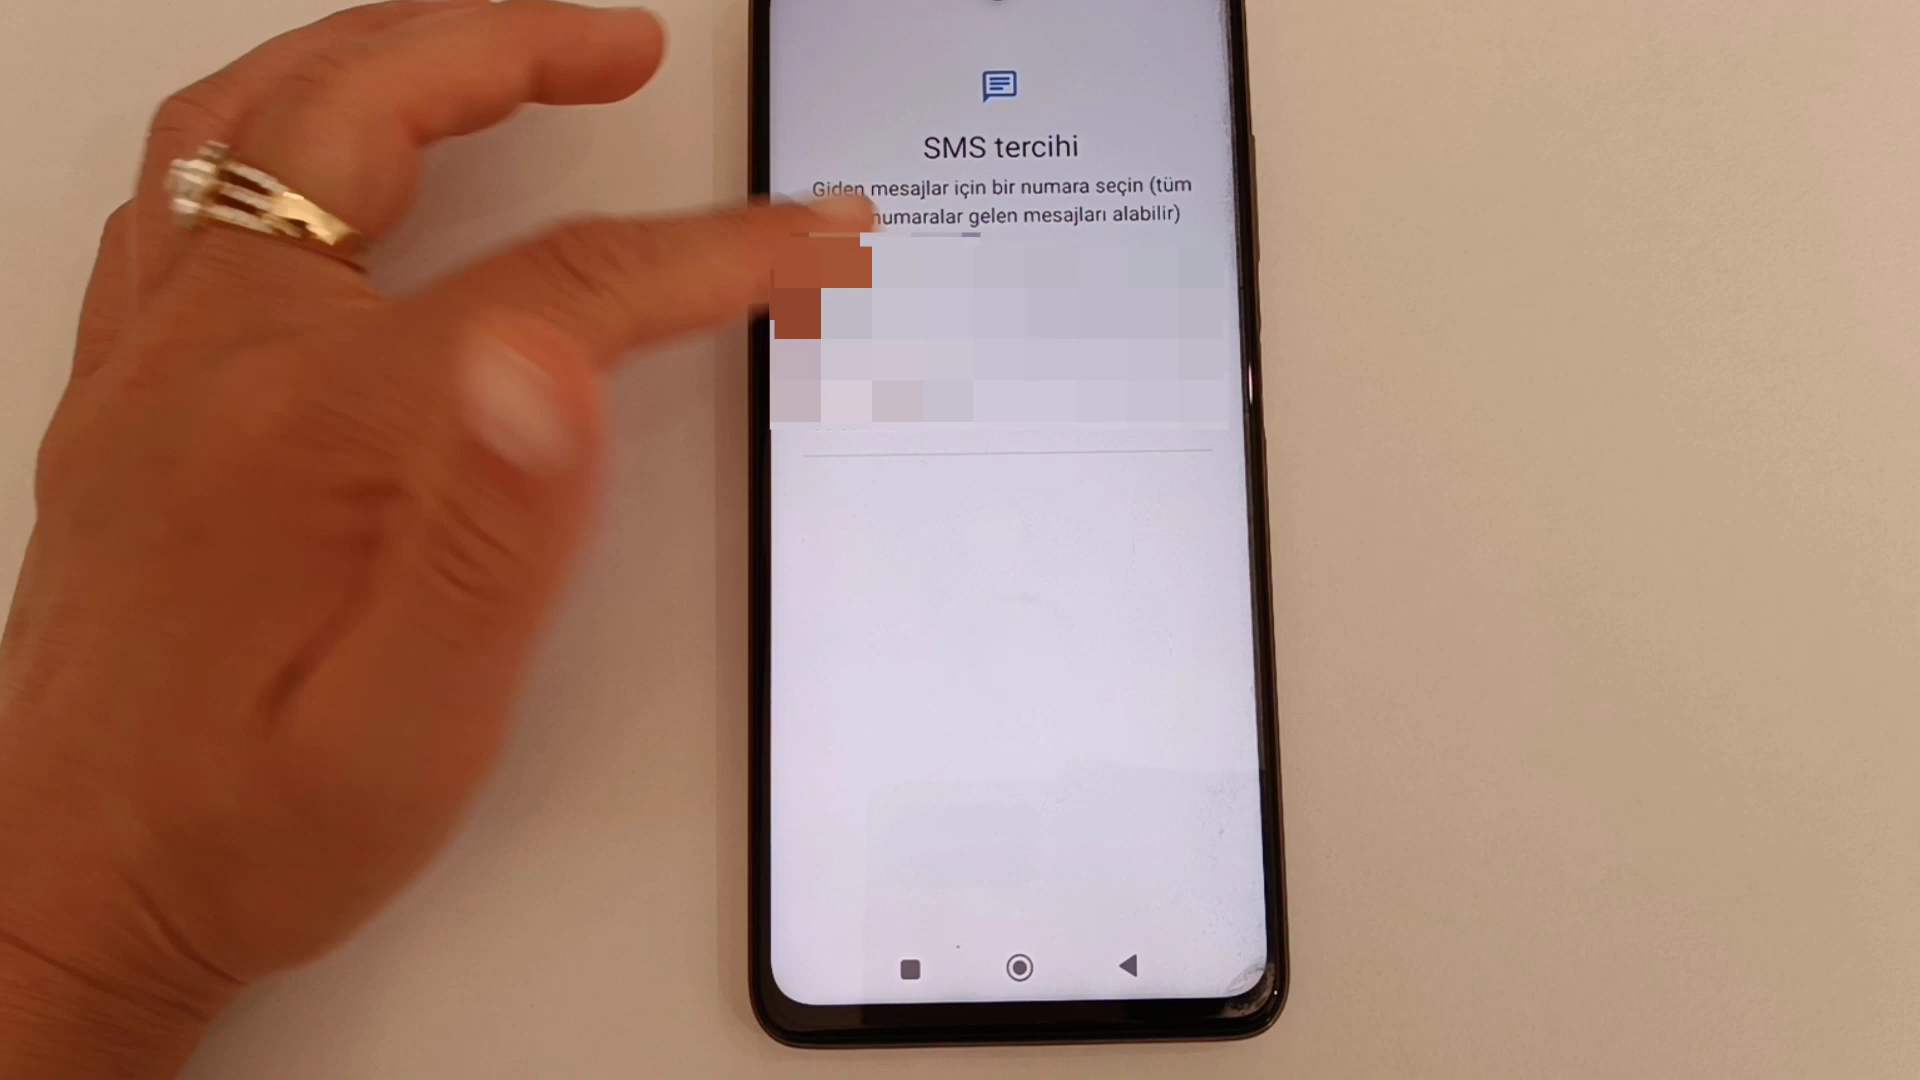 SMS tercihi
Giden mesajlar için bir numara seçin (tüm
numaralar gelen mesajları alabilir)